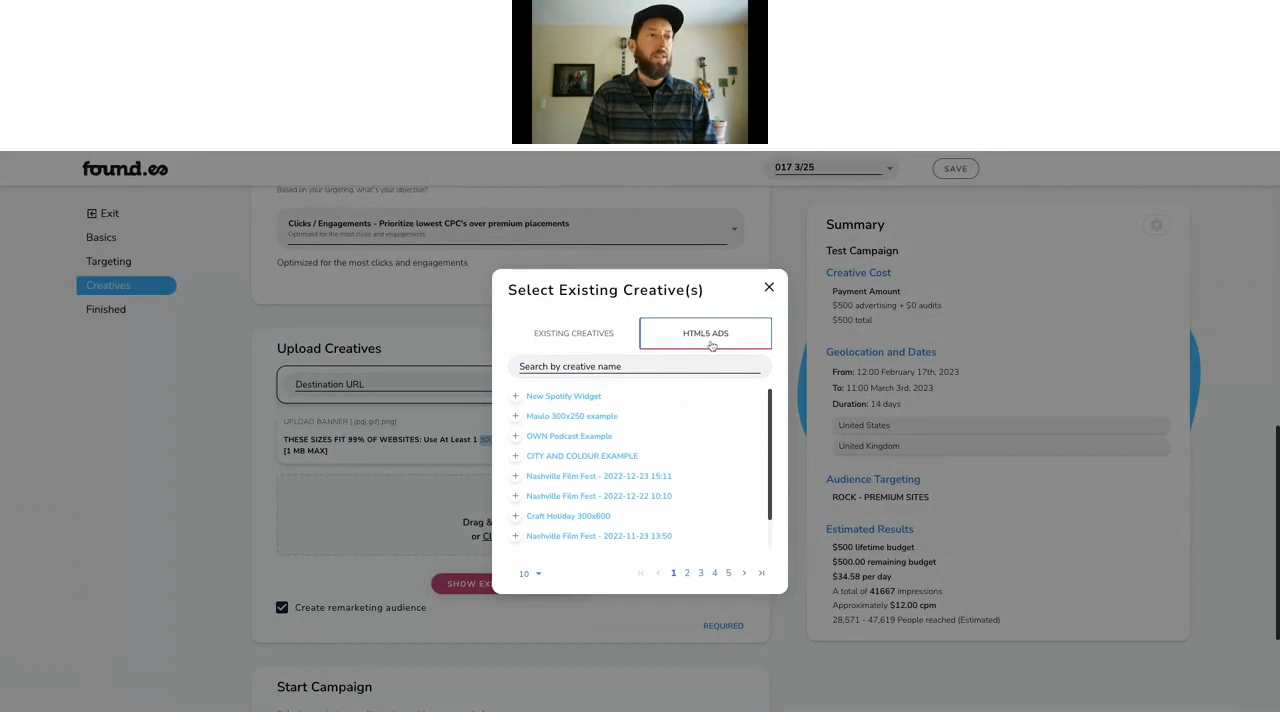 found.ee
017 3/25
SAVE
Exit
Basics
Targeting
Creatives
Finished
Based on your targeting, what's your objective?
Clicks / Engagements - Prioritize lowest CPC's over premium placements
Optimized for the most clicks and engagements
Optimized for the most clicks and engagements
Upload Creatives
Destination URL
UPLOAD BANNER [.jpg|.gif|.png]
THESE SIZES FIT 99% OF WEBSITES: Use At Least 1
[1 MB MAX]
Drag &
or
SHOW
Create remarketing audience
REQUIRED
Start Campaign
Select Existing Creative(s)
EXISTING CREATIVES
HTML5 ADS
Search by creative name
+ New Spotify Widget
+ Maulo 300x250 example
+ OWN Podcast Example
+ CITY AND COLOUR EXAMPLE
+ Nashville Film Fest - 2022-12-23 15:11
+ Nashville Film Fest - 2022-12-22 10:10
+ Craft Holiday 300x600
+ Nashville Film Fest - 2022-11-23 13:50
10
1 2 3 4 5
Summary
Test Campaign
Creative Cost
Payment Amount
$500 advertising + $0 audits
$500 total
Geolocation and Dates
From: 12:00 February 17th, 2023
To: 11:00 March 3rd, 2023
Duration: 14 days
United States
United Kingdom
Audience Targeting
ROCK - PREMIUM SITES
Estimated Results
$500 lifetime budget
$500.00 remaining budget
$34.58 per day
A total of 41667 impressions
Approximately $12.00 cpm
28,571 - 47,619 People reached (Estimated)